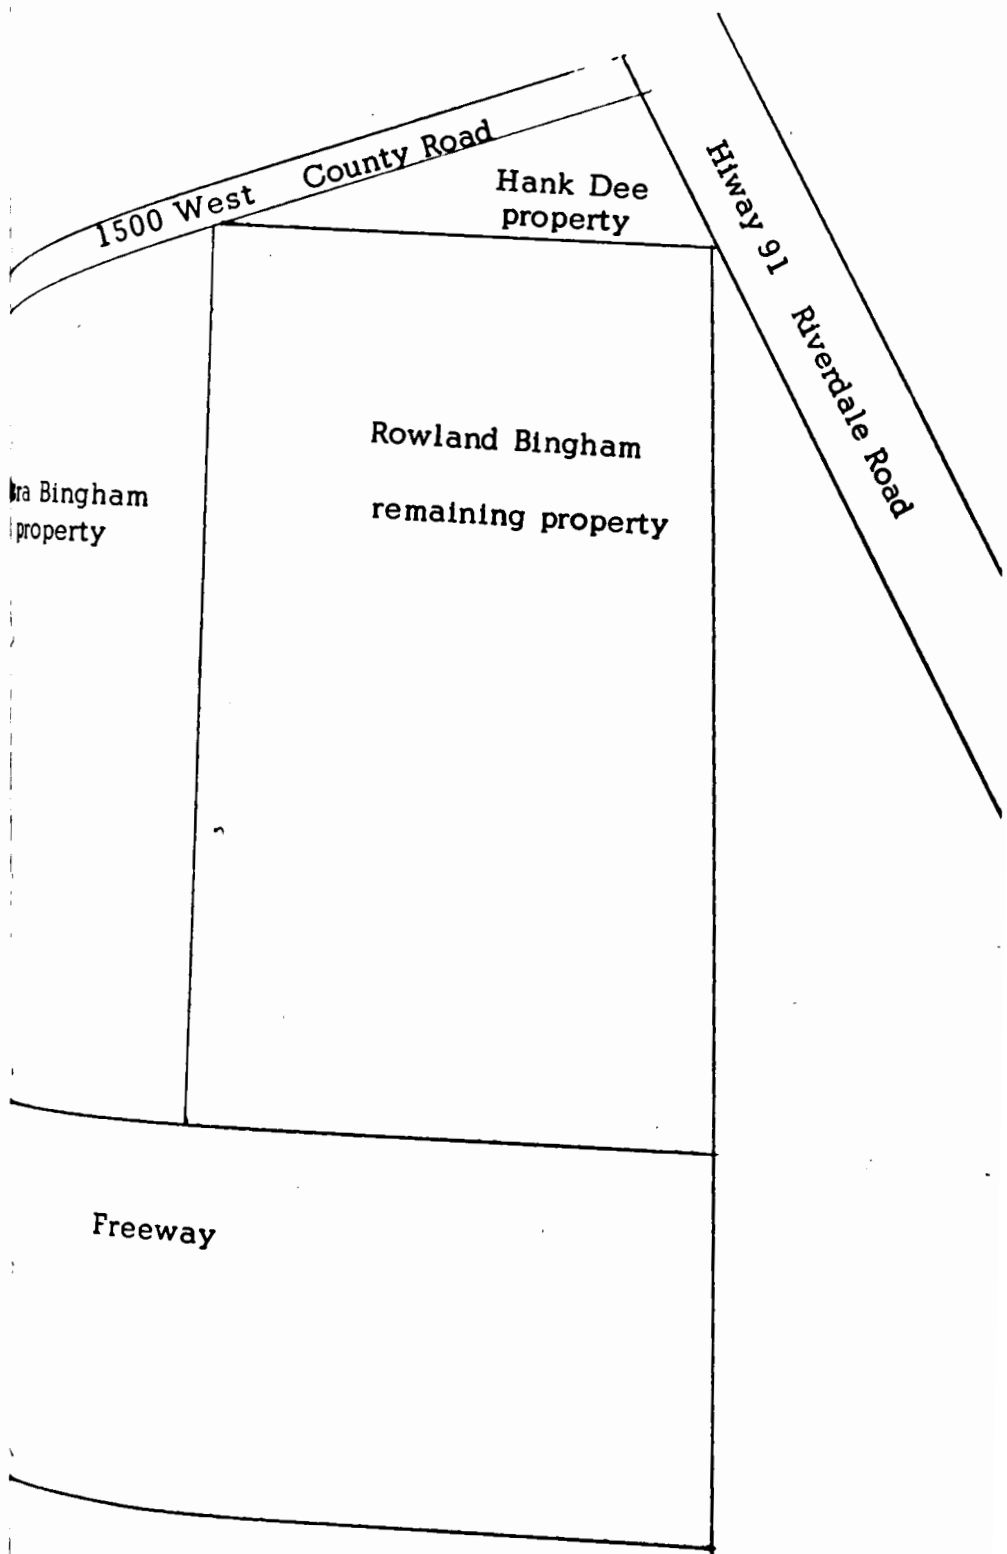 1500 West County Road
Hank Dee
property
Hiway 91 Riverdale Road
Rowland Bingham
remaining property
Bingham
property
Freeway